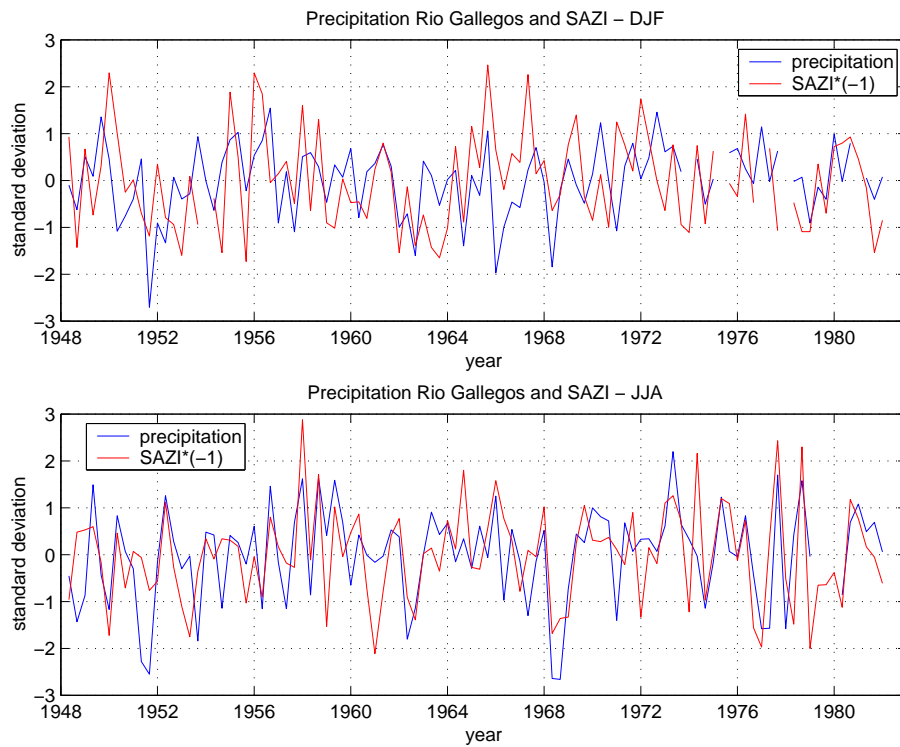 Precipitation Rio Gallegos and SAZI – DJF
3
2
1
0
−1
−2
−3
standard deviation
precipitation
SAZI*(−1)
1948 1952 1956 1960 1964 1968 1972 1976 1980
year
Precipitation Rio Gallegos and SAZI – JJA
3
2
1
0
−1
−2
−3
standard deviation
precipitation
SAZI*(−1)
1948 1952 1956 1960 1964 1968 1972 1976 1980
year